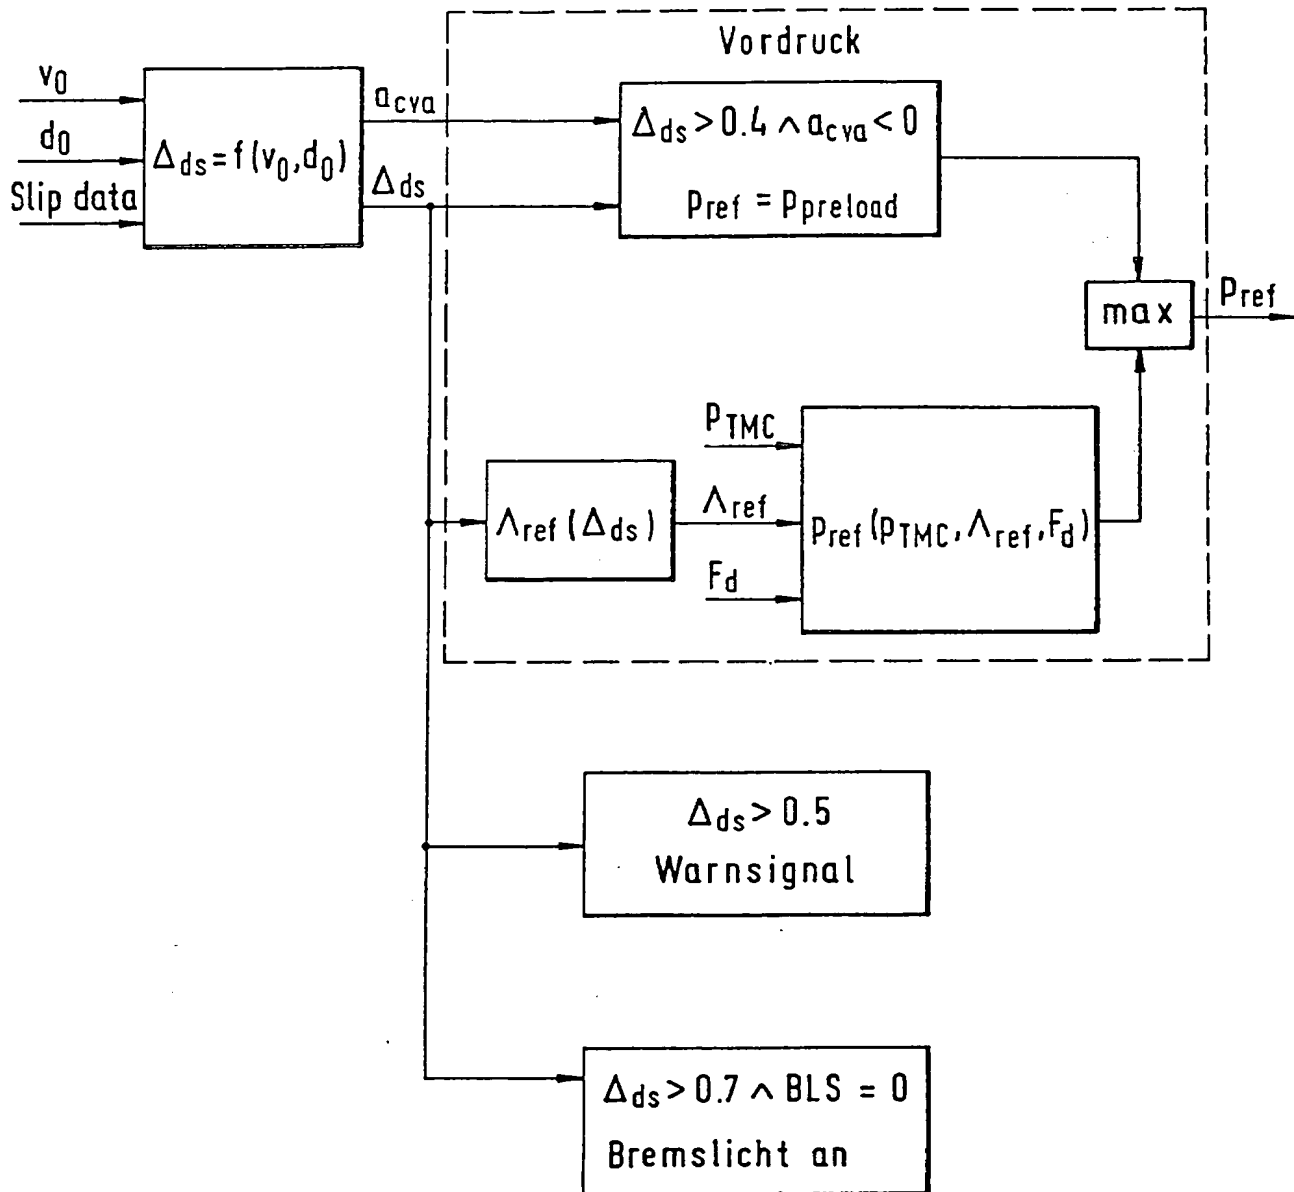 Vordruck
v0
d0
Slip data
Δds = f(v0, d0)
acva
Δds
Δds > 0.4 ∧ acva < 0
pref = ppreload
max
pref
pTMC
Λref(Δds)
Λref
Fd
pref(pTMC, Λref, Fd)
Δds > 0.5
Warnsignal
Δds > 0.7 ∧ BLS = 0
Bremslicht an